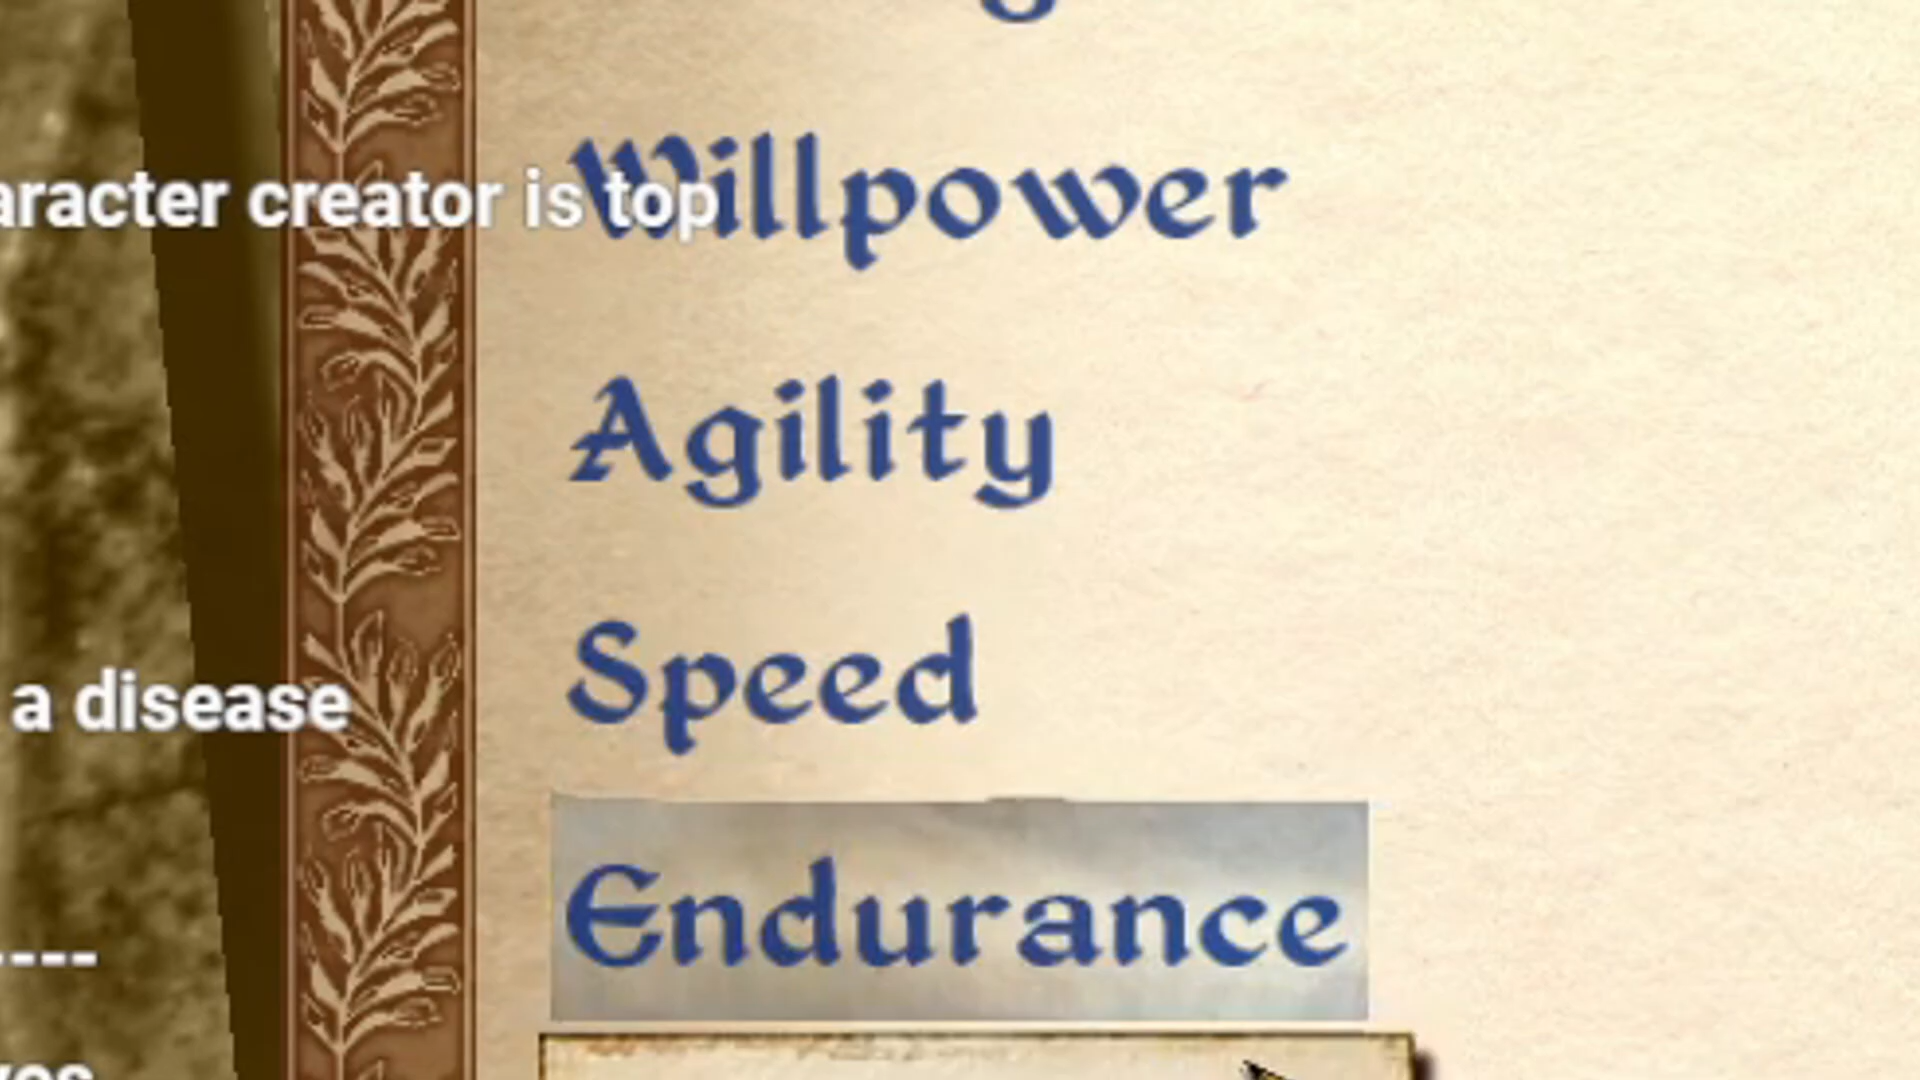 Willpower
aracter creator is top
Agility
Speed
a disease
Endurance
----